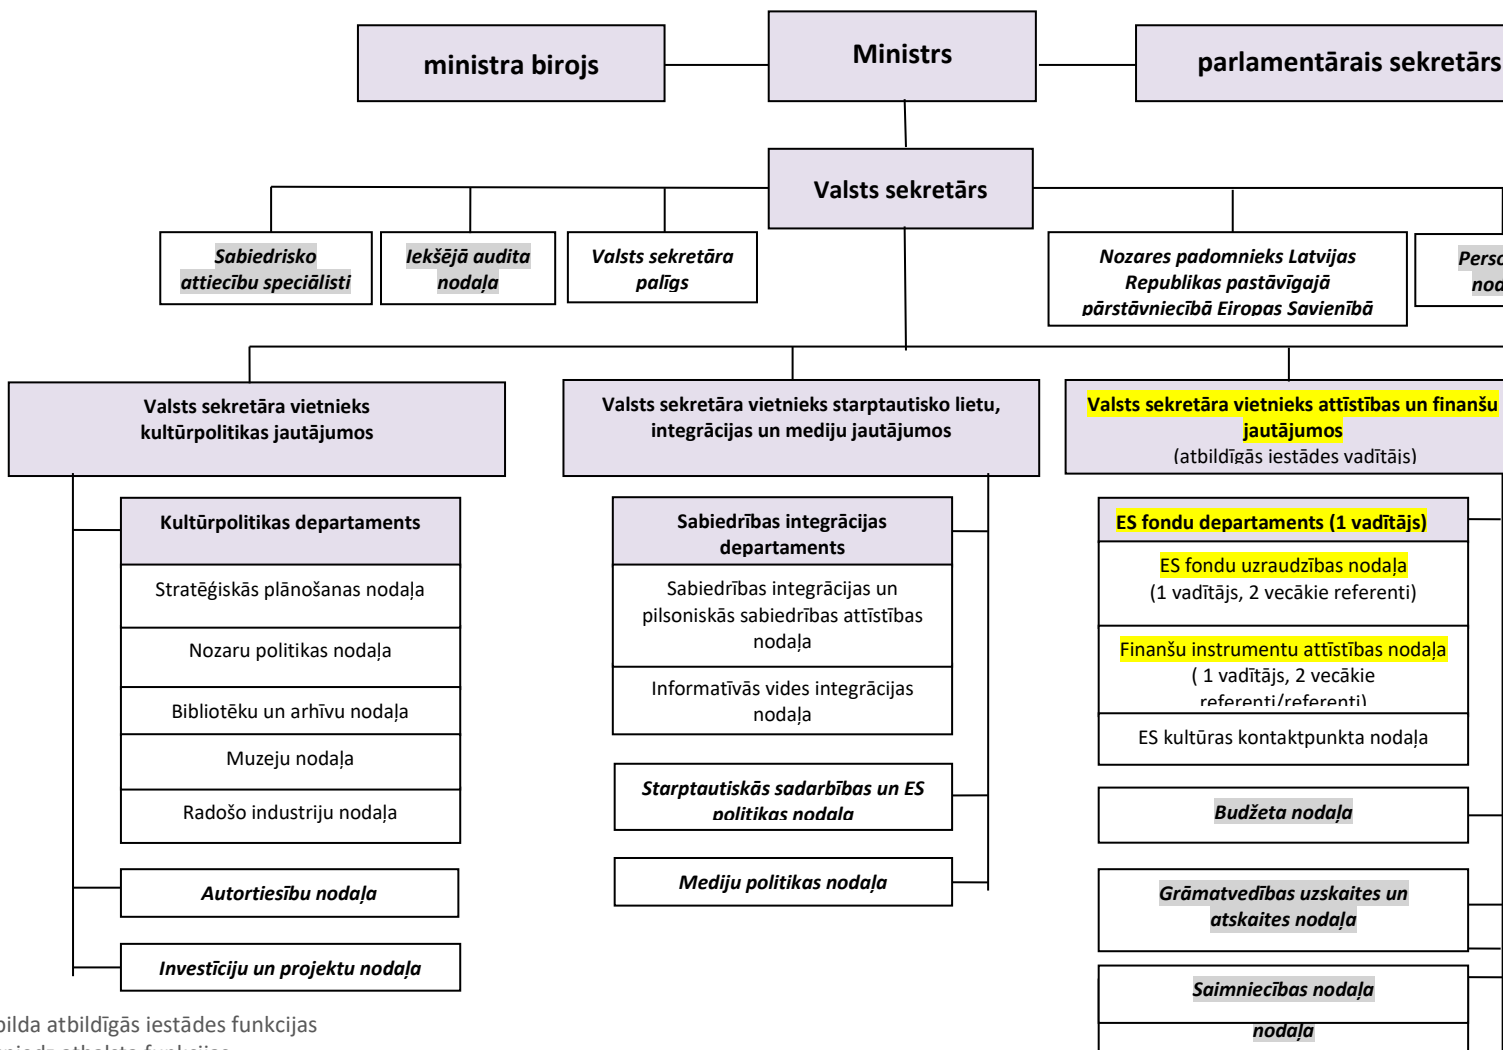 ministra birojs
Ministrs
parlamentārais sekretārs
Valsts sekretārs
Sabiedrisko
attiecību speciālisti
Iekšējā audita
nodaļa
Valsts sekretāra
palīgs
Nozares padomnieks Latvijas
Republikas pastāvīgajā
pārstāvniecībā Eiropas Savienībā
Valsts sekretāra vietnieks
kultūrpolitikas jautājumos
Valsts sekretāra vietnieks starptautisko lietu,
integrācijas un mediju jautājumos
Valsts sekretāra vietnieks attīstības un finanšu
jautājumos
(atbildīgās iestādes vadītājs)
Kultūrpolitikas departaments
Stratēģiskās plānošanas nodaļa
Nozaru politikas nodaļa
Bibliotēku un arhīvu nodaļa
Muzeju nodaļa
Radošo industriju nodaļa
Autortiesību nodaļa
Investīciju un projektu nodaļa
Sabiedrības integrācijas
departaments
Sabiedrības integrācijas un
pilsoniskās sabiedrības attīstības
nodaļa
Informatīvās vides integrācijas
nodaļa
Starptautiskās sadarbības un ES
politikas nodaļa
Mediju politikas nodaļa
ES fondu departaments (1 vadītājs)
ES fondu uzraudzības nodaļa
(1 vadītājs, 2 vecākie referenti)
Finanšu instrumentu attīstības nodaļa
( 1 vadītājs, 2 vecākie
referenti/referenti)
ES kultūras kontaktpunkta nodaļa
Budžeta nodaļa
Grāmatvedības uzskaites un
atskaites nodaļa
Saimniecības nodaļa
nodaļa
atbildīgās iestādes funkcijas